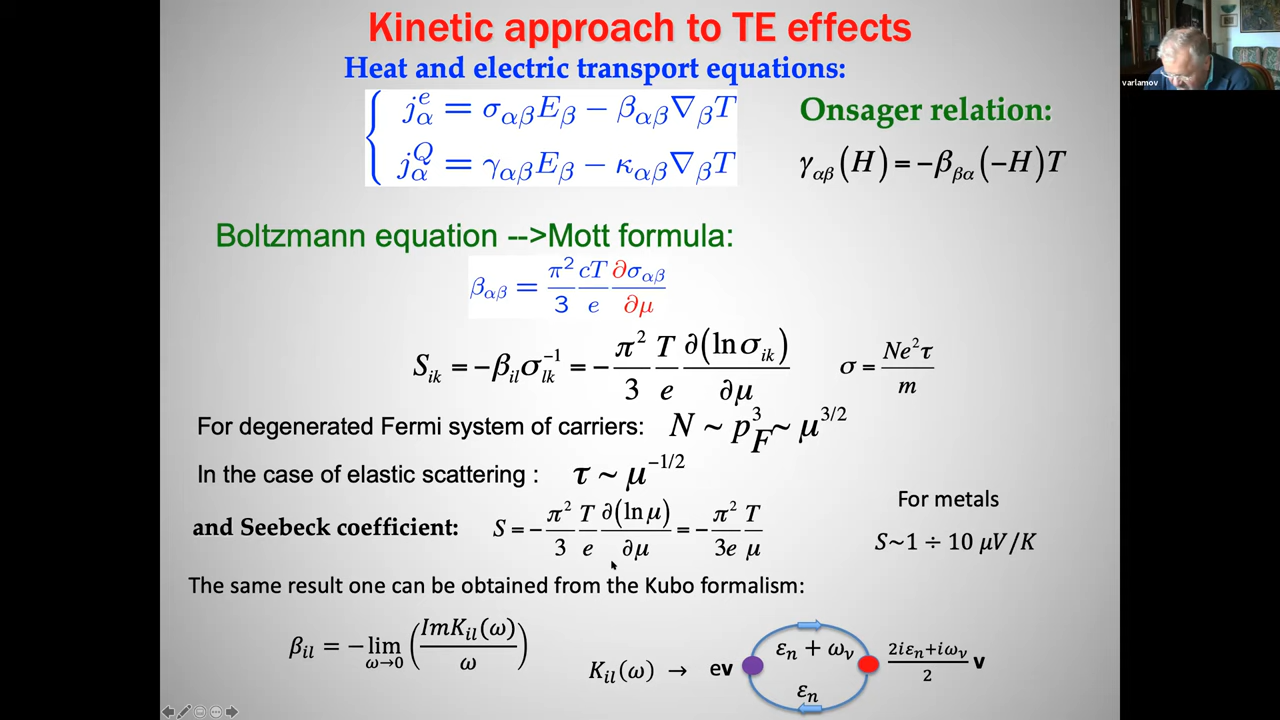 Kinetic approach to TE effects
Heat and electric transport equations:
j^e_α = σ_αβ E_β − β_αβ ∇_β T
j^Q_α = γ_αβ E_β − κ_αβ ∇_β T
Onsager relation:
γ_αβ (H) = −β_βα (−H) T
varlamov
Boltzmann equation -->Mott formula:
β_αβ = π²/3 cT/e ∂σ_αβ/∂μ
S_ik = −β_il σ_lk^−1 = − π²/3 T/e ∂(ln σ_ik)/∂μ
σ = Ne²τ/m
For degenerated Fermi system of carriers: N ~ p_F^3 ~ μ^3/2
In the case of elastic scattering : τ ~ μ^−1/2
and Seebeck coefficient: S = − π²/3 T/e ∂(ln μ)/∂μ = − π²/3e T/μ
For metals
S~1 ÷ 10 μV/K
The same result one can be obtained from the Kubo formalism:
β_il = − lim_ω→0 (ImK_il(ω)/ω)
K_il(ω) → ev
ε_n + ω_ν
ε_n
2iε_n+iω_ν/2 v